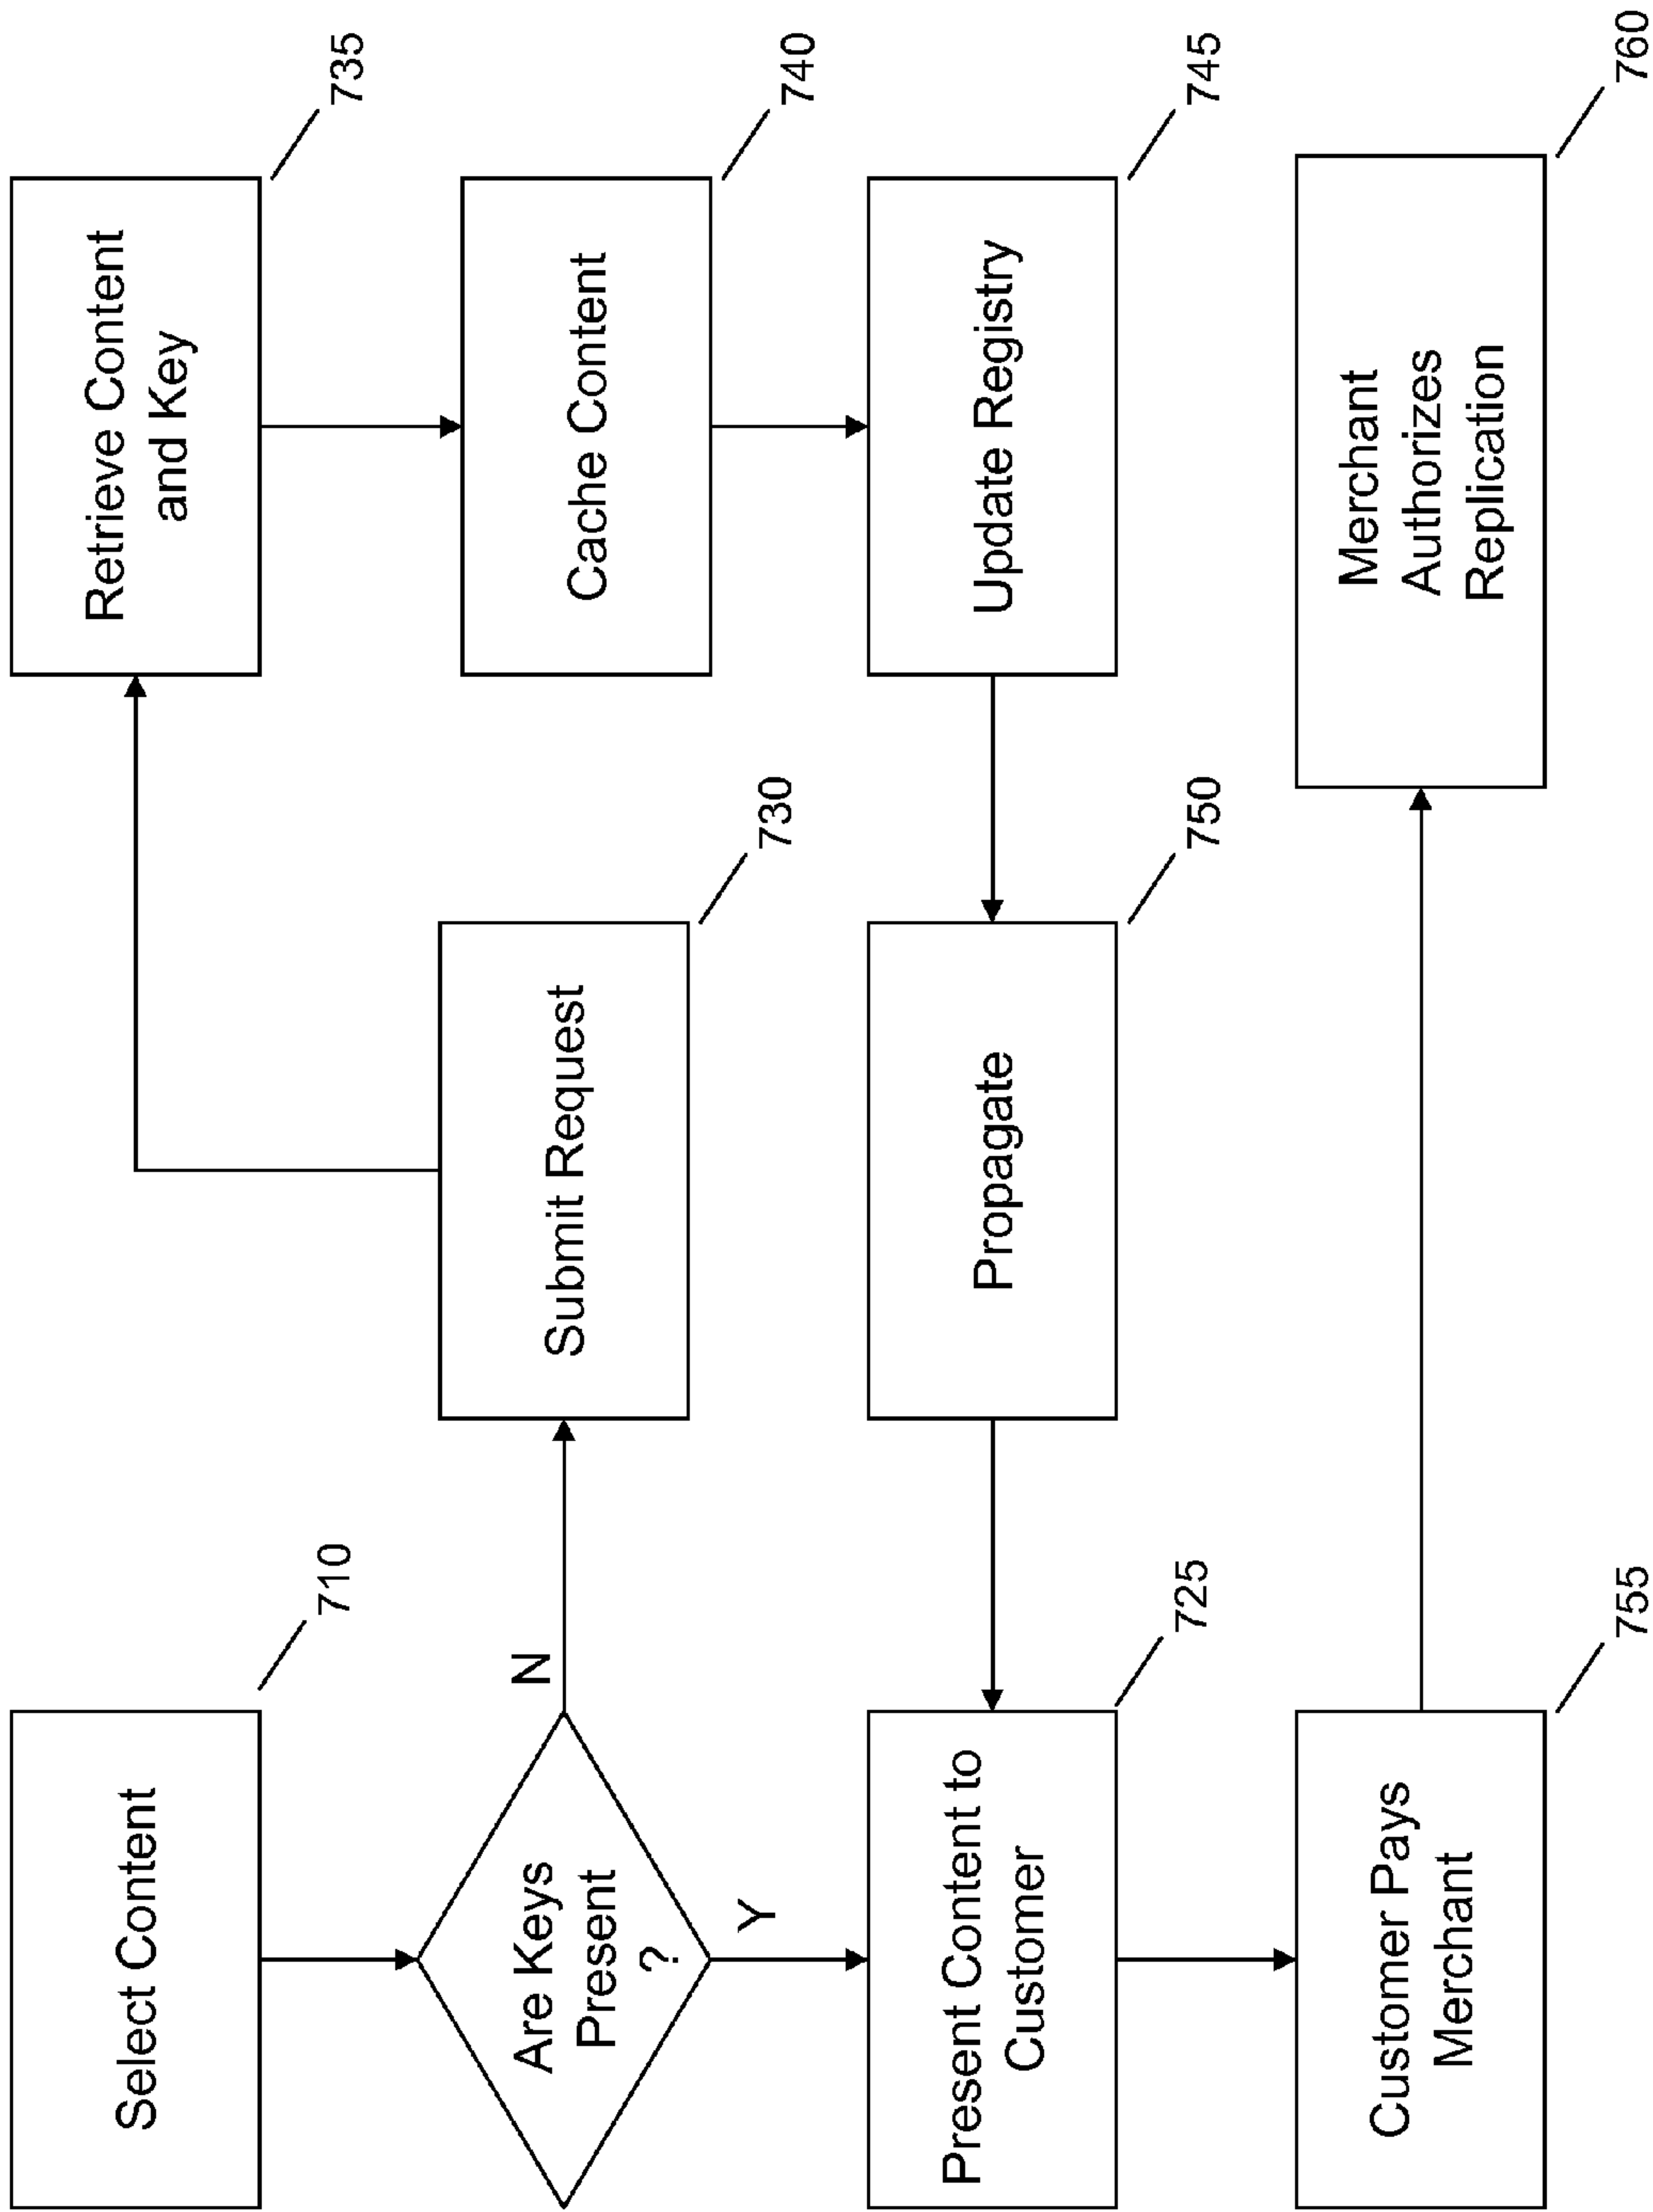 Select Content
710
Are Keys
Present
?
N
Y
Submit Request
730
Retrieve Content
and Key
735
Cache Content
740
Update Registry
745
Propagate
750
Present Content to
Customer
725
Customer Pays
Merchant
755
Merchant
Authorizes
Replication
760